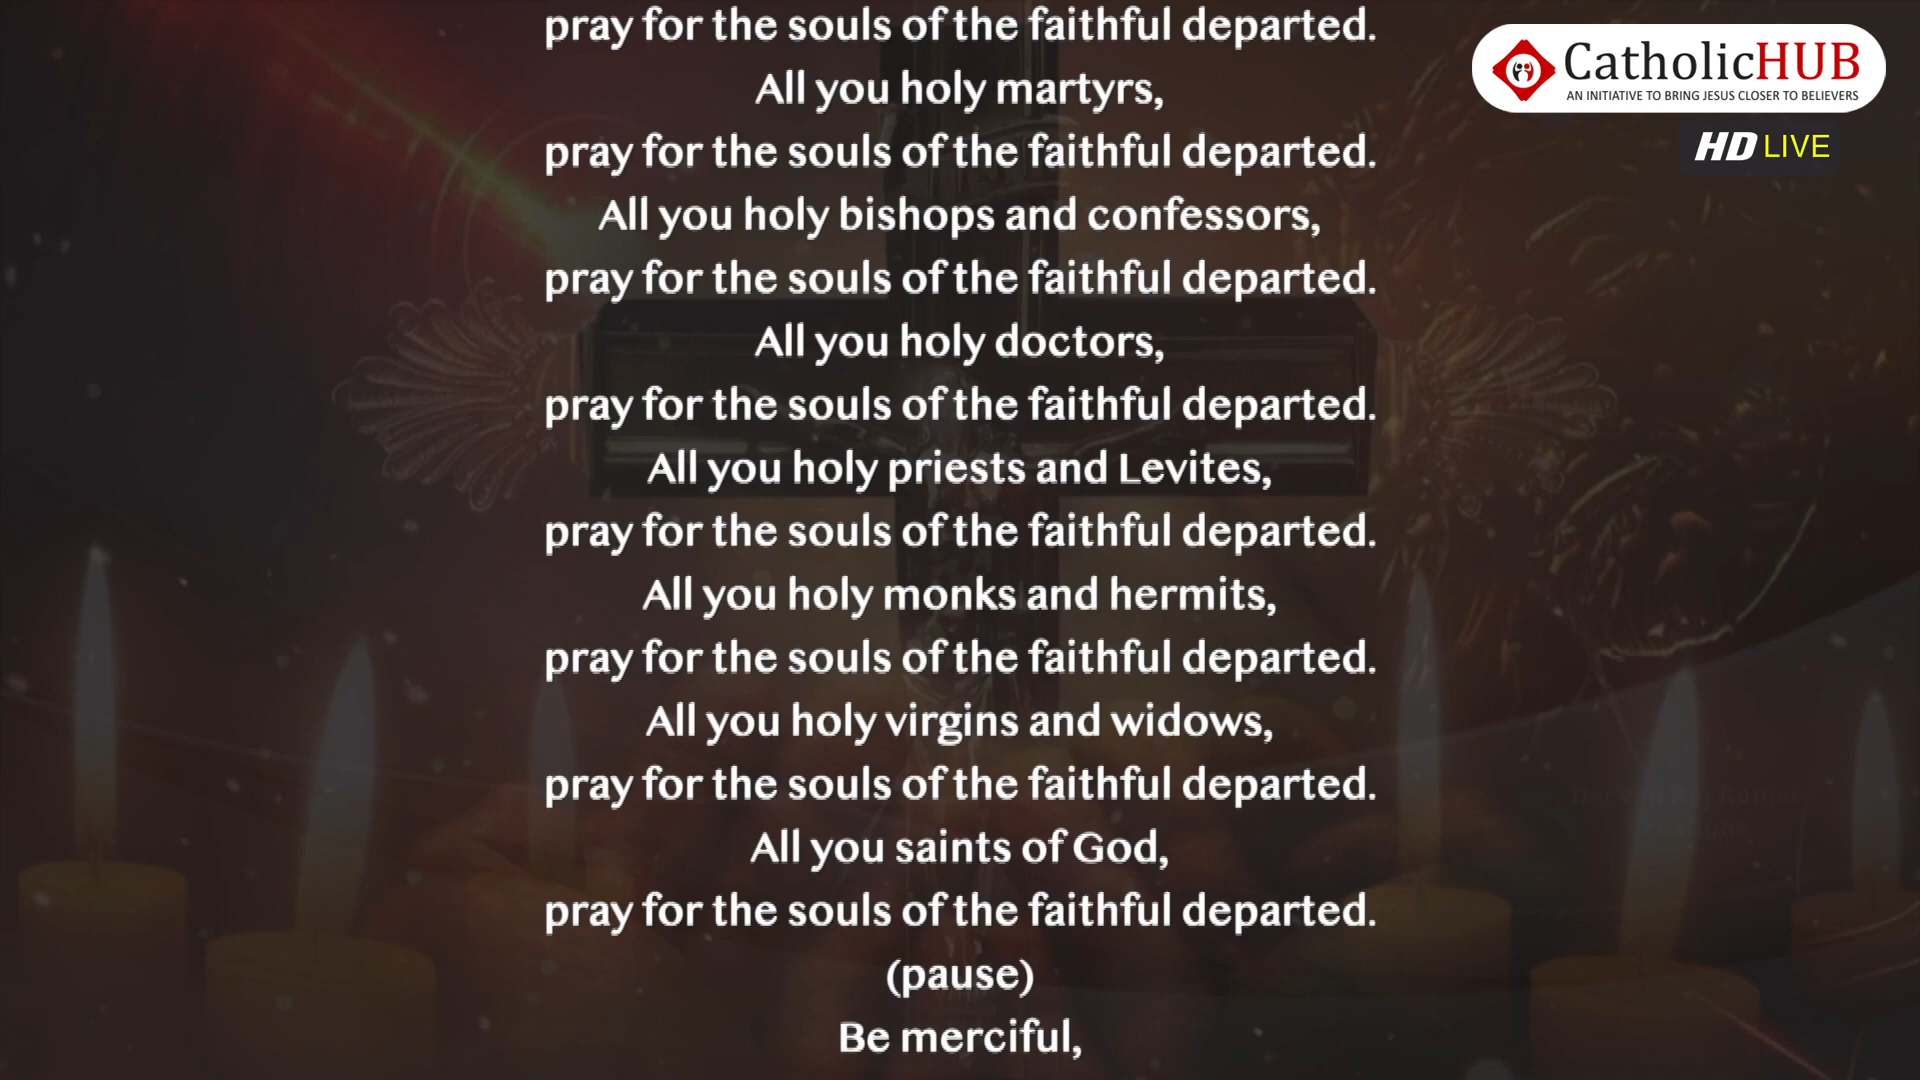 pray for the souls of the faithful departed.
All you holy martyrs,
pray for the souls of the faithful departed.
All you holy bishops and confessors,
pray for the souls of the faithful departed.
All you holy doctors,
pray for the souls of the faithful departed.
All you holy priests and Levites,
pray for the souls of the faithful departed.
All you holy monks and hermits,
pray for the souls of the faithful departed.
All you holy virgins and widows,
pray for the souls of the faithful departed.
All you saints of God,
pray for the souls of the faithful departed.
(pause)
Be merciful,
CatholicHUB
AN INITIATIVE TO BRING JESUS CLOSER TO BELIEVERS
HD LIVE